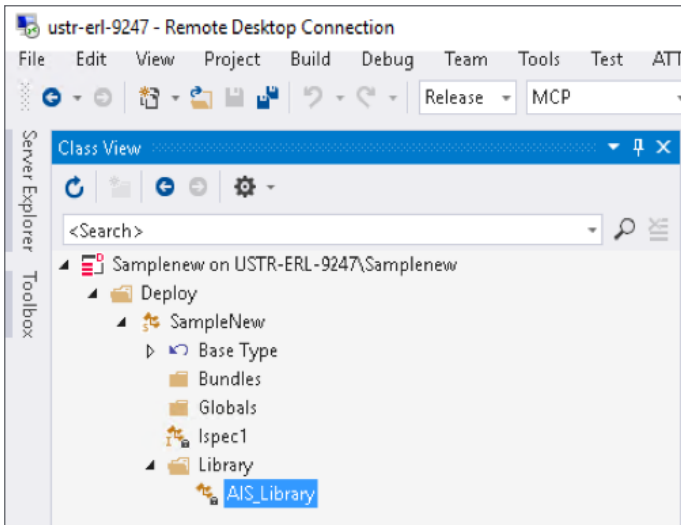 ustr-erl-9247 - Remote Desktop Connection
File Edit View Project Build Debug Team Tools Test ATT
Release MCP
Server Explorer
Toolbox
Class View
<Search>
Samplenew on USTR-ERL-9247\Samplenew
Deploy
SampleNew
Base Type
Bundles
Globals
Ispec1
Library
AIS_Library